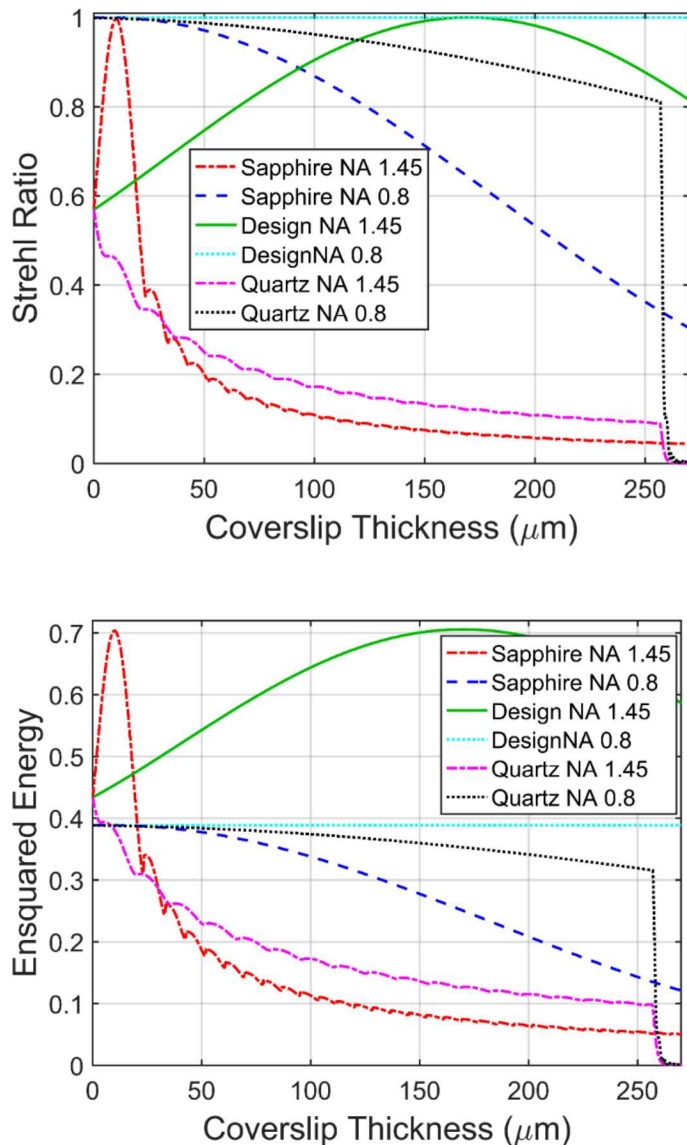 1
0.8
0.6
0.4
0.2
0
Strehl Ratio
Sapphire NA 1.45
Sapphire NA 0.8
Design NA 1.45
DesignNA 0.8
Quartz NA 1.45
Quartz NA 0.8
0 50 100 150 200 250
Coverslip Thickness (μm)
0.7
0.6
0.5
0.4
0.3
0.2
0.1
0
Ensquared Energy
Sapphire NA 1.45
Sapphire NA 0.8
Design NA 1.45
DesignNA 0.8
Quartz NA 1.45
Quartz NA 0.8
0 50 100 150 200 250
Coverslip Thickness (μm)